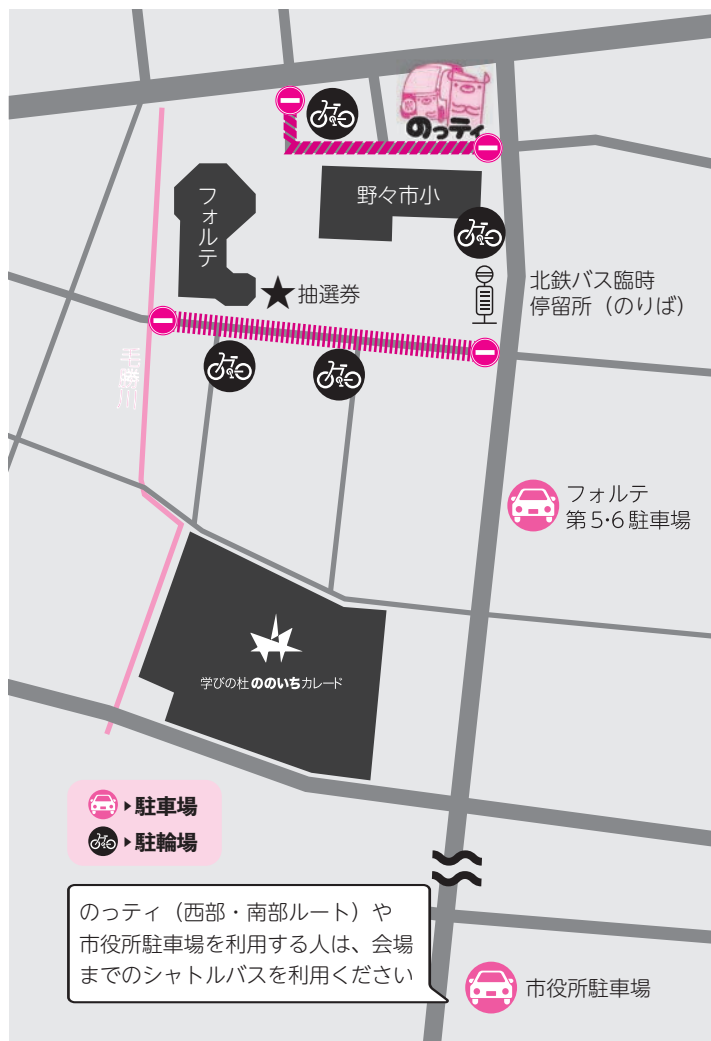 のっティ
フォルテ
野々市小
抽選券
北鉄バス臨時
停留所（のりば）
フォルテ
第5・6駐車場
学びの杜ののいちカレード
▶駐車場
▶駐輪場
のっティ（西部・南部ルート）や
市役所駐車場を利用する人は、会場
までのシャトルバスを利用ください
市役所駐車場